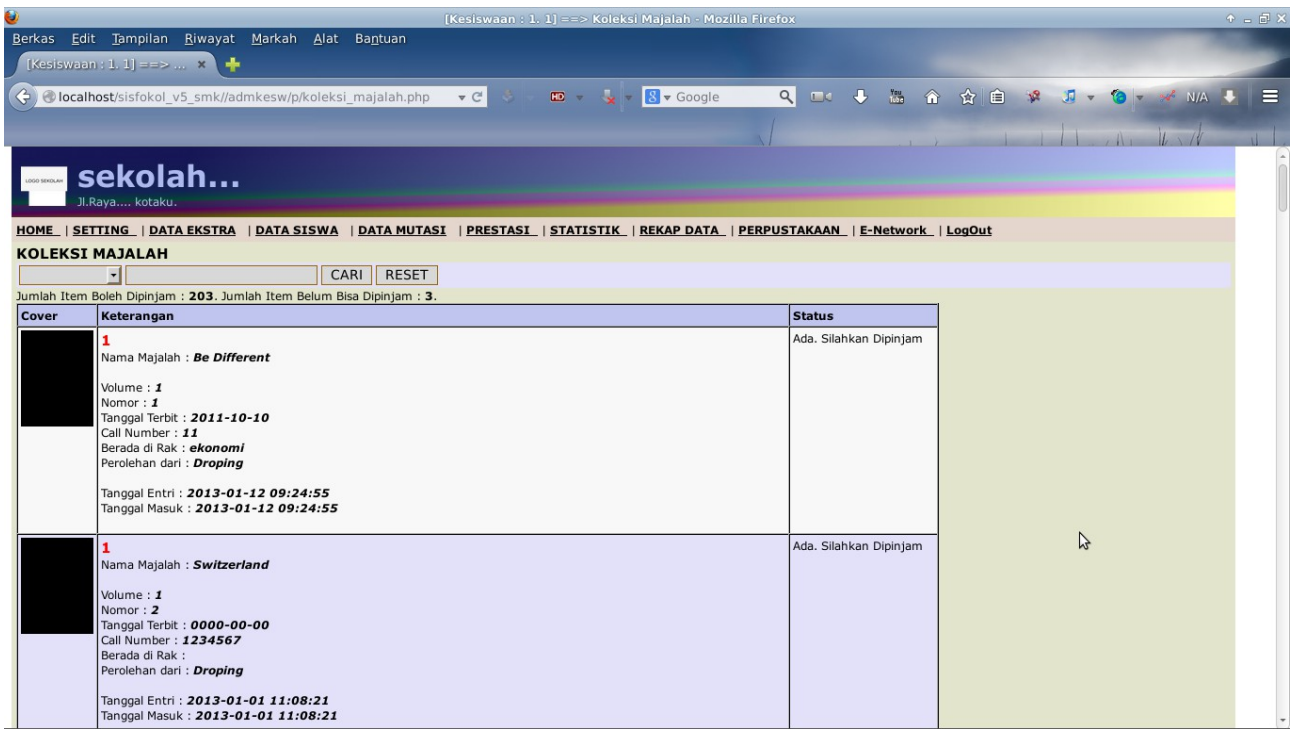 [Kesiswaan : 1. 1] ==> Koleksi Majalah - Mozilla Firefox
Berkas Edit Tampilan Riwayat Markah Alat Bantuan
[Kesiswaan : 1. 1] ==> ...
localhost/sisfokol_v5_smk//admkesw/p/koleksi_majalah.php HD 8 Google You Tube N/A
LOGO SEKOLAH
sekolah...
Jl.Raya.... kotaku.
HOME | SETTING | DATA EKSTRA | DATA SISWA | DATA MUTASI | PRESTASI | STATISTIK | REKAP DATA | PERPUSTAKAAN | E-Network | LogOut
KOLEKSI MAJALAH
CARI RESET
Jumlah Item Boleh Dipinjam : 203. Jumlah Item Belum Bisa Dipinjam : 3.
Cover Keterangan Status
1 Ada. Silahkan Dipinjam
Nama Majalah : Be Different
Volume : 1
Nomor : 1
Tanggal Terbit : 2011-10-10
Call Number : 11
Berada di Rak : ekonomi
Perolehan dari : Droping
Tanggal Entri : 2013-01-12 09:24:55
Tanggal Masuk : 2013-01-12 09:24:55
1 Ada. Silahkan Dipinjam
Nama Majalah : Switzerland
Volume : 1
Nomor : 2
Tanggal Terbit : 0000-00-00
Call Number : 1234567
Berada di Rak :
Perolehan dari : Droping
Tanggal Entri : 2013-01-01 11:08:21
Tanggal Masuk : 2013-01-01 11:08:21